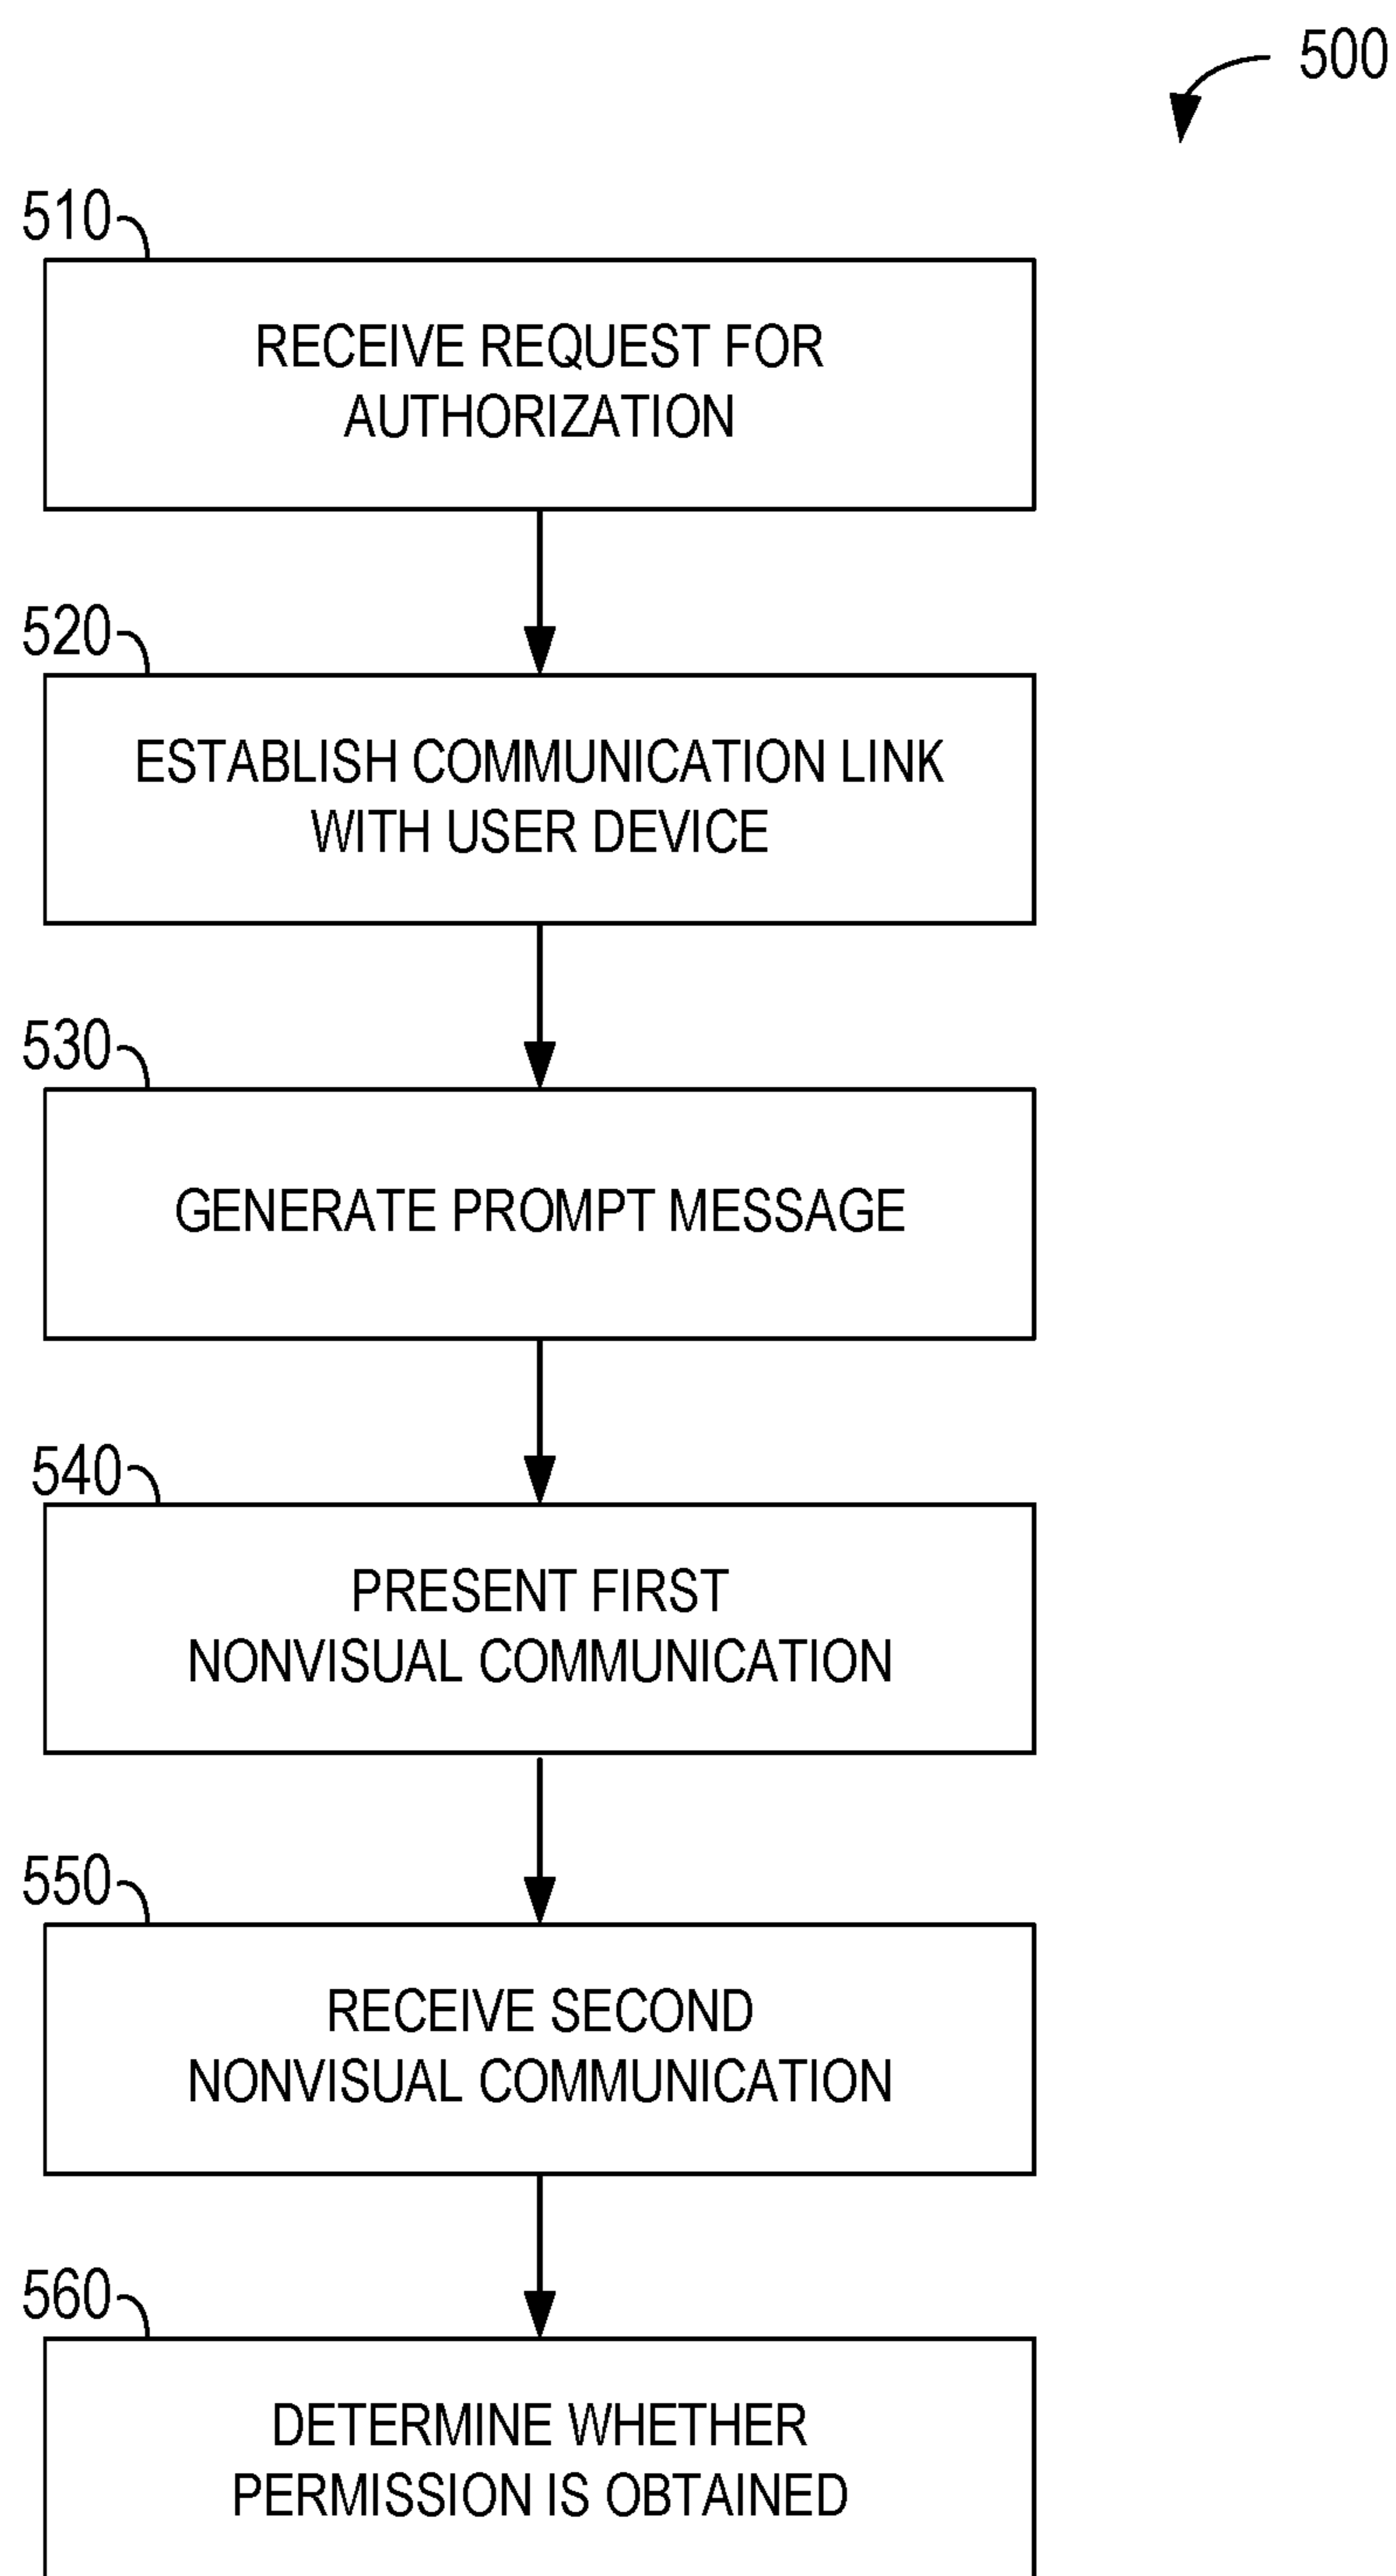 500
510
RECEIVE REQUEST FOR
AUTHORIZATION
520
ESTABLISH COMMUNICATION LINK
WITH USER DEVICE
530
GENERATE PROMPT MESSAGE
540
PRESENT FIRST
NONVISUAL COMMUNICATION
550
RECEIVE SECOND
NONVISUAL COMMUNICATION
560
DETERMINE WHETHER
PERMISSION IS OBTAINED